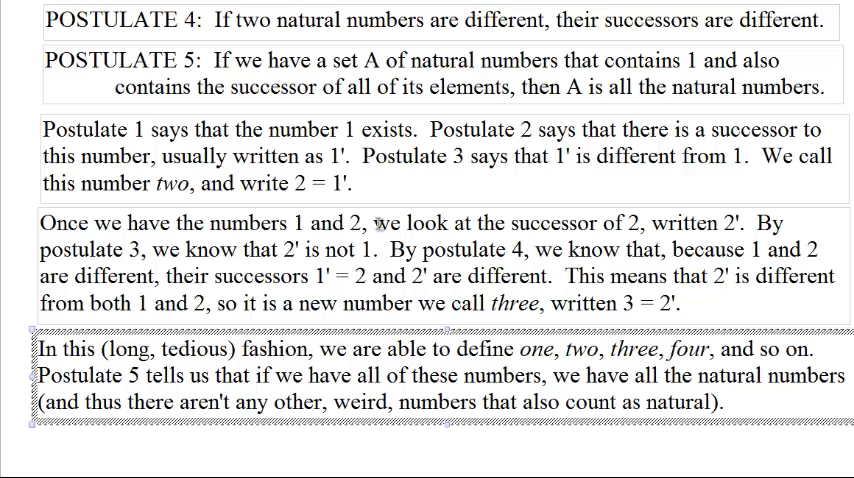 POSTULATE 4: If two natural numbers are different, their successors are different.
POSTULATE 5: If we have a set A of natural numbers that contains 1 and also
contains the successor of all of its elements, then A is all the natural numbers.
Postulate 1 says that the number 1 exists. Postulate 2 says that there is a successor to
this number, usually written as 1'. Postulate 3 says that 1' is different from 1. We call
this number two, and write 2 = 1'.
Once we have the numbers 1 and 2, we look at the successor of 2, written 2'. By
postulate 3, we know that 2' is not 1. By postulate 4, we know that, because 1 and 2
are different, their successors 1' = 2 and 2' are different. This means that 2' is different
from both 1 and 2, so it is a new number we call three, written 3 = 2'.
In this (long, tedious) fashion, we are able to define one, two, three, four, and so on.
Postulate 5 tells us that if we have all of these numbers, we have all the natural numbers
(and thus there aren't any other, weird, numbers that also count as natural).